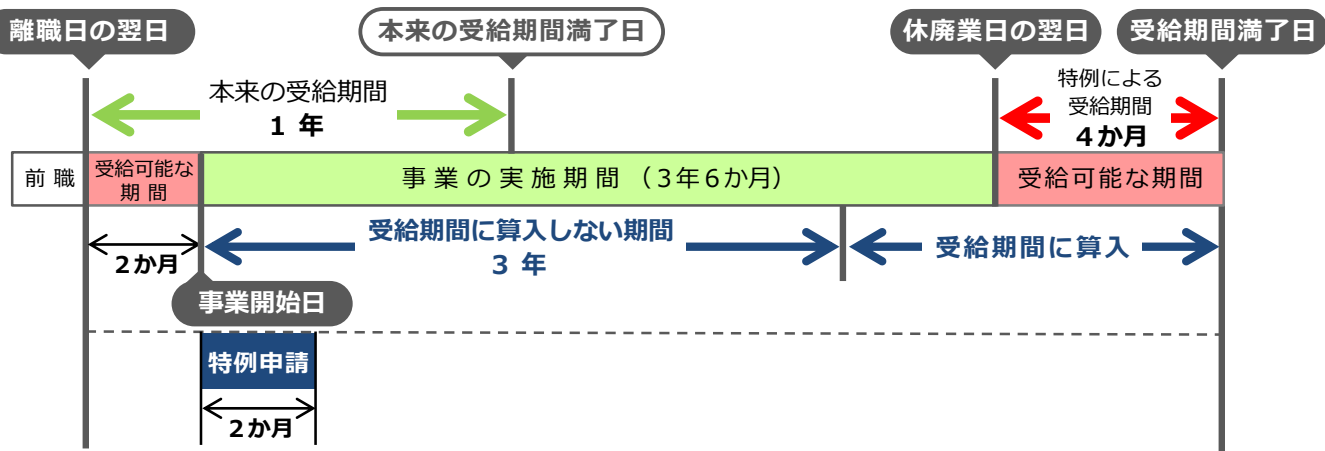 離職日の翌日
本来の受給期間満了日
休廃業日の翌日
受給期間満了日
本来の受給期間
1 年
特例による
受給期間
4か月
前 職
受給可能な
期 間
事 業 の 実 施 期 間 （3年6か月）
受給可能な期間
2か月
受給期間に算入しない期間
3 年
受給期間に算入
事業開始日
特例申請
2か月